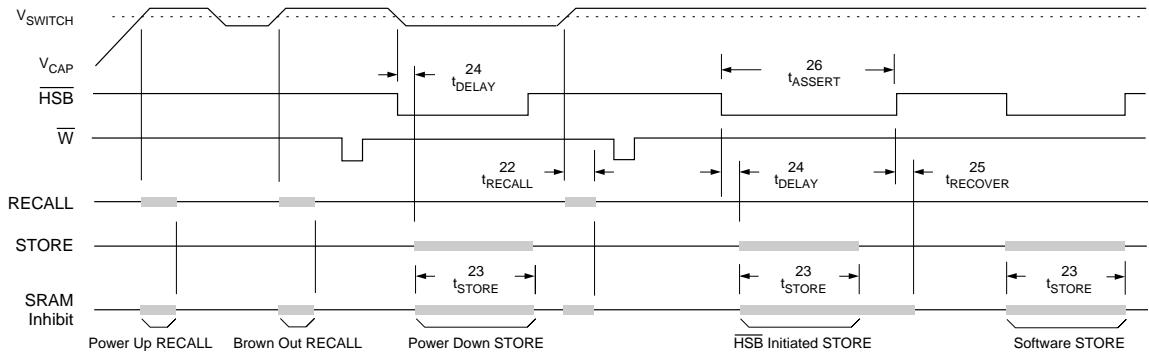 VSWITCH
VCAP
24
tDELAY
26
tASSERT
HSB
W
22
tRECALL
24
tDELAY
25
tRECOVER
RECALL
STORE
23
tSTORE
23
tSTORE
23
tSTORE
SRAM
Inhibit
Power Up RECALL
Brown Out RECALL
Power Down STORE
HSB Initiated STORE
Software STORE